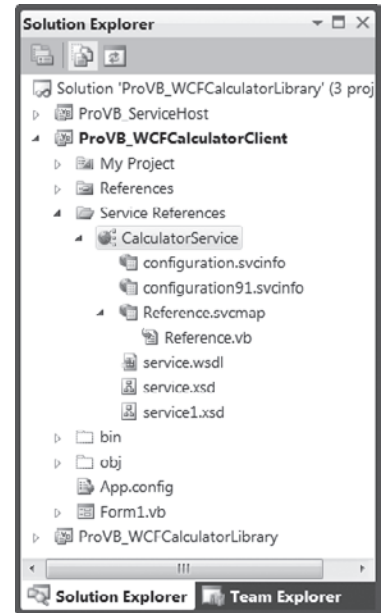 Solution Explorer
Solution 'ProVB_WCFCalculatorLibrary' (3 proj
ProVB_ServiceHost
ProVB_WCFCalculatorClient
My Project
References
Service References
CalculatorService
configuration.svcinfo
configuration91.svcinfo
Reference.svcmap
Reference.vb
service.wsdl
service.xsd
service1.xsd
bin
obj
App.config
Form1.vb
ProVB_WCFCalculatorLibrary
Solution Explorer Team Explorer